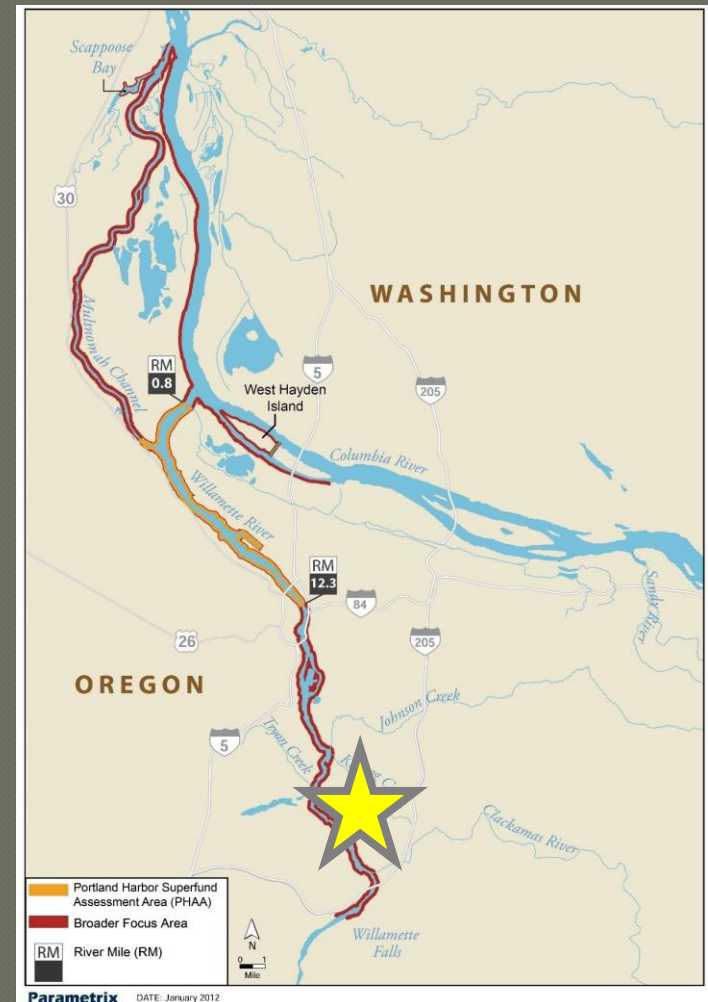 Scappoose
Bay
30
WASHINGTON
Multnomah Channel
RM
0.8
5
West Hayden
Island
205
Columbia River
Willamette River
RM
12.3
84
Sandy River
26
205
OREGON
Johnson Creek
Tryon Creek
5
Clackamas River
Willamette
Falls
Portland Harbor Superfund
Assessment Area (PHAA)
Broader Focus Area
RM River Mile (RM)
N
0 1
Mile
Parametrix DATE: January 2012